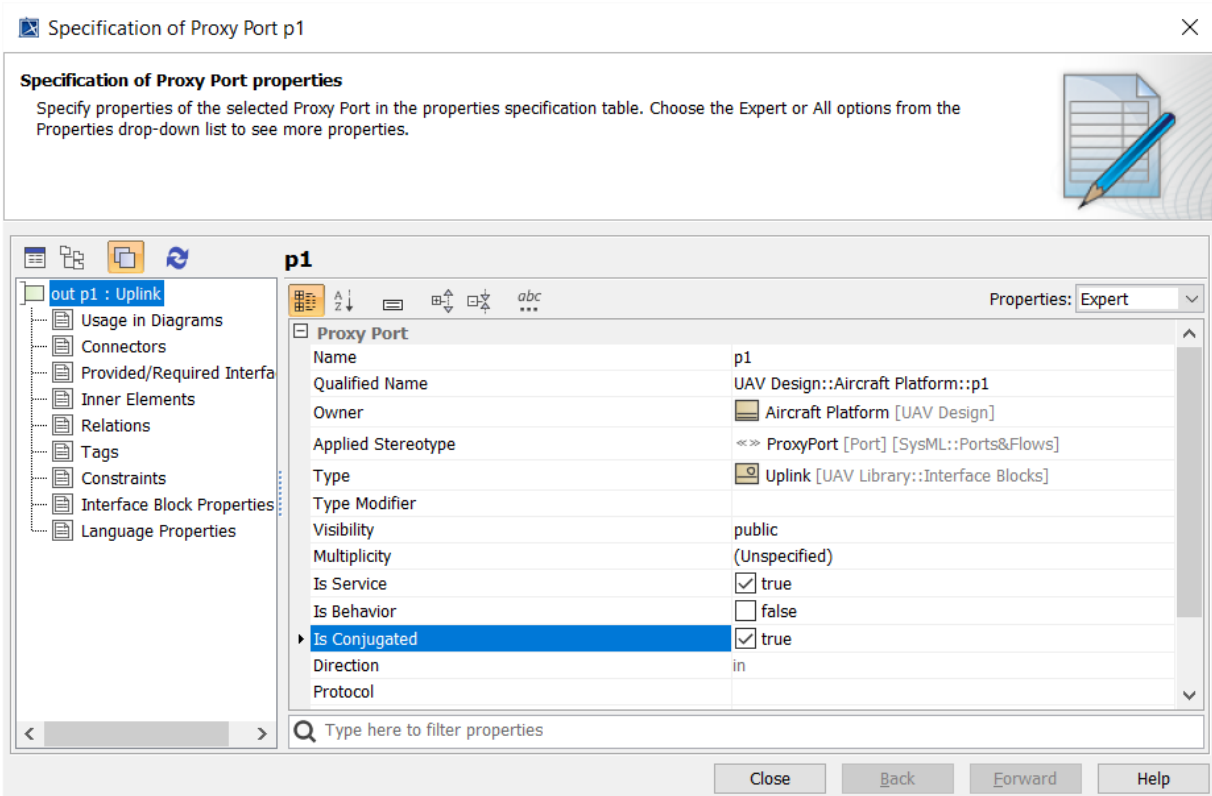 Specification of Proxy Port p1
Specification of Proxy Port properties
Specify properties of the selected Proxy Port in the properties specification table. Choose the Expert or All options from the
Properties drop-down list to see more properties.
p1
out p1 : Uplink
Usage in Diagrams
Connectors
Provided/Required Interfa
Inner Elements
Relations
Tags
Constraints
Interface Block Properties
Language Properties
A
Z
abc
Properties: Expert
Proxy Port
Name p1
Qualified Name UAV Design::Aircraft Platform::p1
Owner Aircraft Platform [UAV Design]
Applied Stereotype «» ProxyPort [Port] [SysML::Ports&Flows]
Type Uplink [UAV Library::Interface Blocks]
Type Modifier
Visibility public
Multiplicity (Unspecified)
Is Service true
Is Behavior false
Is Conjugated true
Direction in
Protocol
Type here to filter properties
Close Back Forward Help